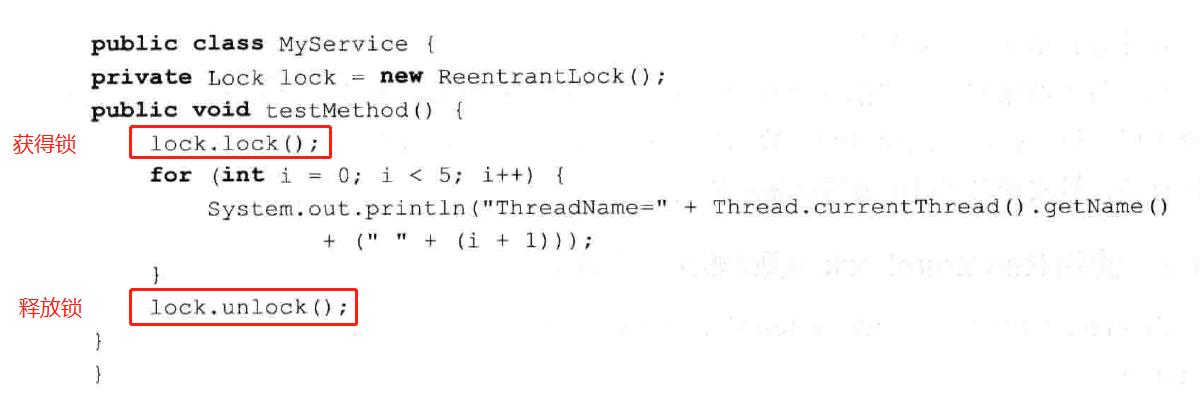 public class MyService {
private Lock lock = new ReentrantLock();
public void testMethod() {
获得锁 lock.lock();
for (int i = 0; i < 5; i++) {
System.out.println("ThreadName=" + Thread.currentThread().getName()
+ (" " + (i + 1)));
}
释放锁 lock.unlock();
}
}